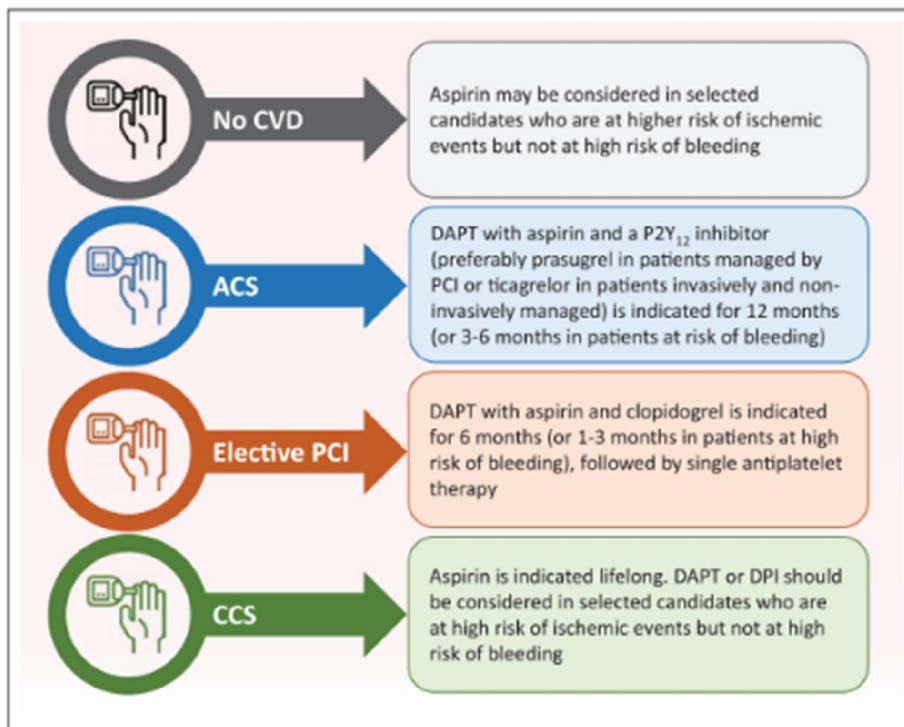 No CVD
Aspirin may be considered in selected
candidates who are at higher risk of ischemic
events but not at high risk of bleeding
ACS
DAPT with aspirin and a P2Y₁₂ inhibitor
(preferably prasugrel in patients managed by
PCI or ticagrelor in patients invasively and non-
invasively managed) is indicated for 12 months
(or 3-6 months in patients at risk of bleeding)
Elective PCI
DAPT with aspirin and clopidogrel is indicated
for 6 months (or 1-3 months in patients at high
risk of bleeding), followed by single antiplatelet
therapy
CCS
Aspirin is indicated lifelong. DAPT or DPI should
be considered in selected candidates who are
at high risk of ischemic events but not at high
risk of bleeding